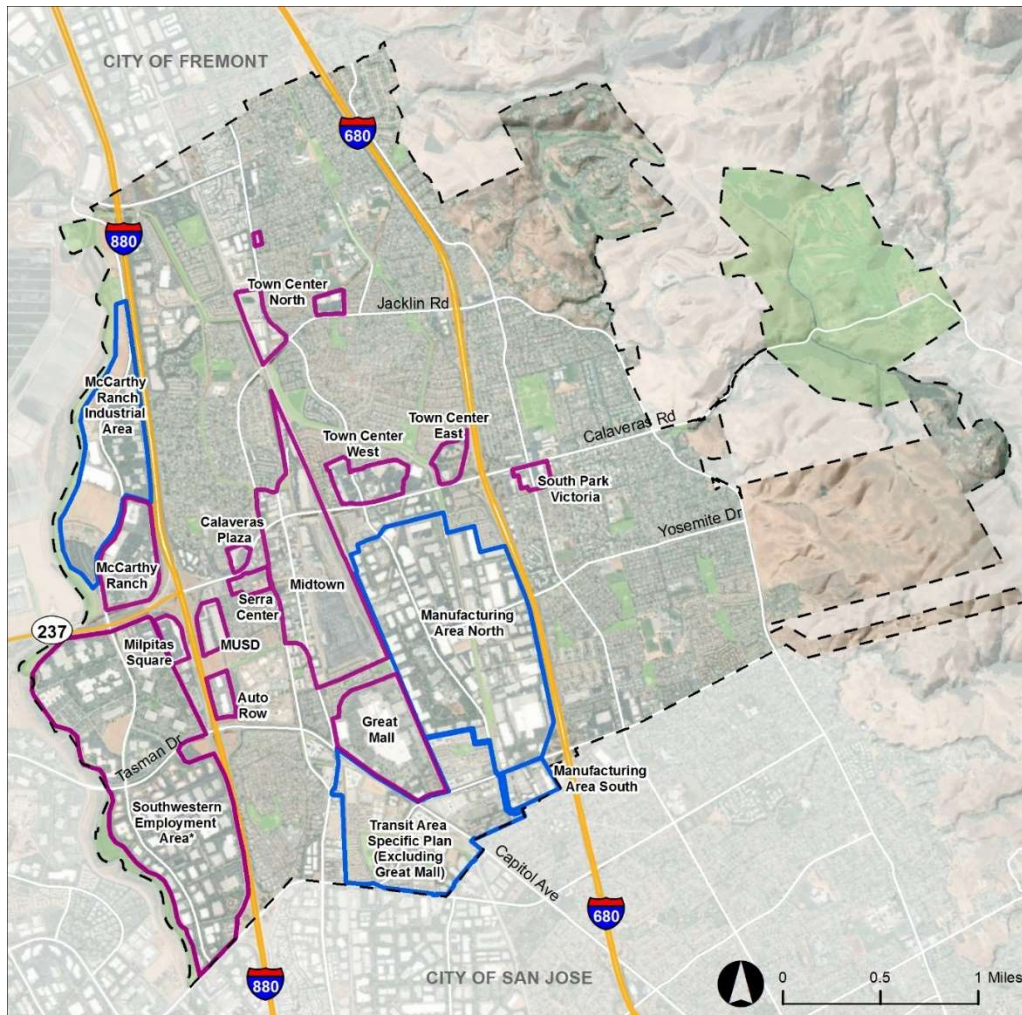 CITY OF FREMONT
680
880
Town Center
North
Jacklin Rd
McCarthy
Ranch
Industrial
Area
Town Center
West
Town Center
East
Calaveras Rd
South Park
Victoria
Calaveras
Plaza
Yosemite Dr
McCarthy
Ranch
Midtown
Serra
Center
Manufacturing
Area North
237
Milpitas
Square
MUSD
Auto
Row
Great
Mall
Tasman Dr
Manufacturing
Area South
Southwestern
Employment
Area*
Transit Area
Specific Plan
(Excluding
Great Mall)
Capitol Ave
680
CITY OF SAN JOSE
880
0 0.5 1 Miles